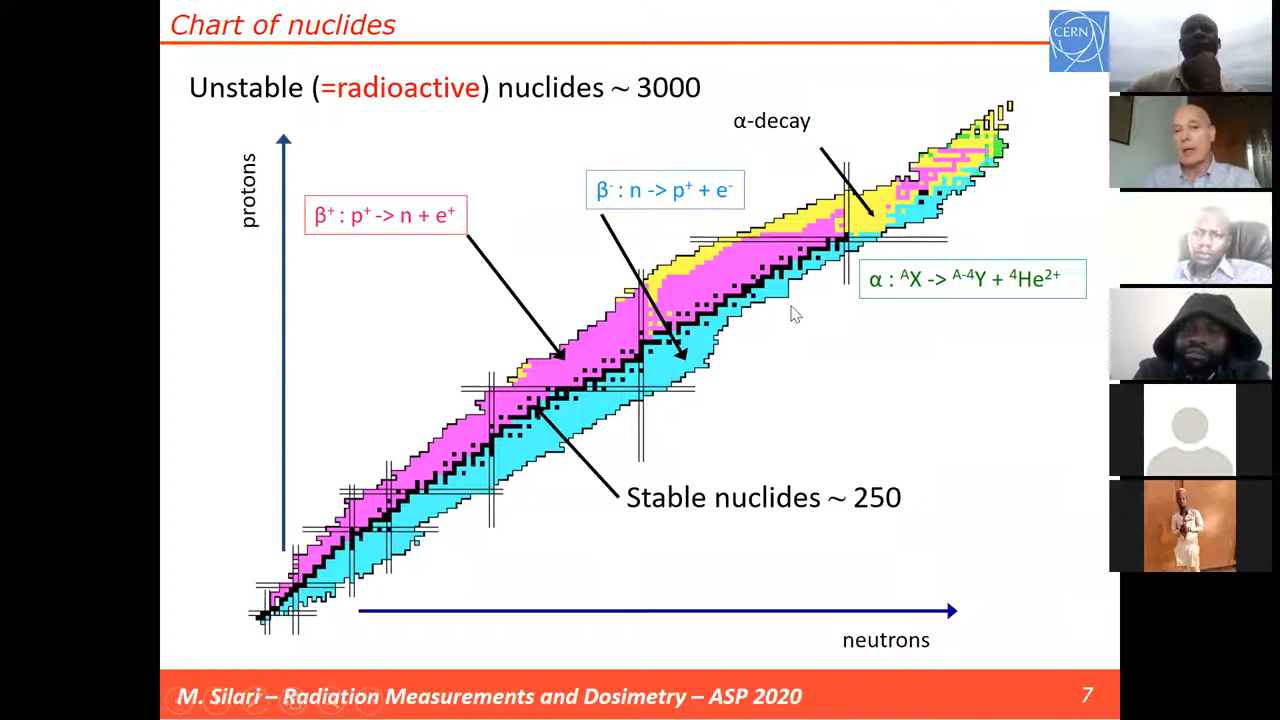 Chart of nuclides
CERN
Unstable (=radioactive) nuclides ~ 3000
α-decay
protons
β⁻ : n -> p⁺ + e⁻
β⁺ : p⁺ -> n + e⁺
α : ᴬX -> ᴬ⁻⁴Y + ⁴He²⁺
Stable nuclides ~ 250
neutrons
M. Silari – Radiation Measurements and Dosimetry – ASP 2020
7